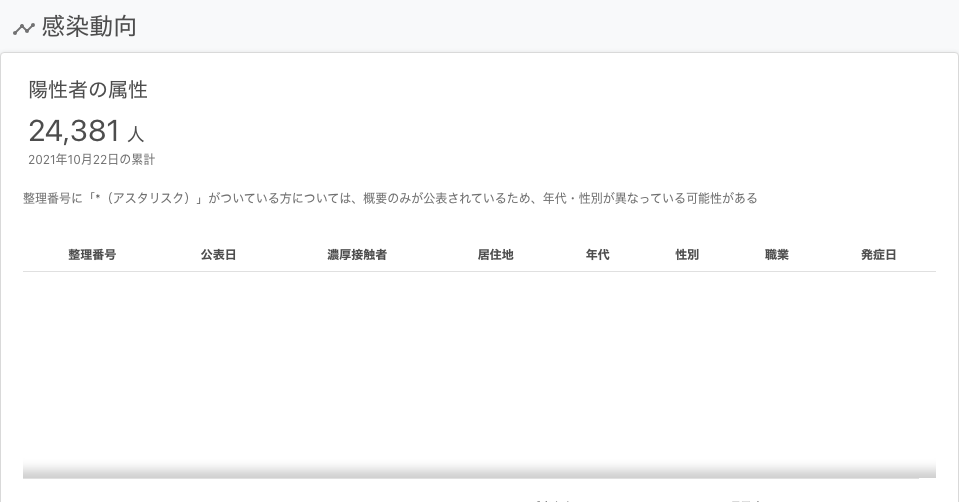 感染動向
陽性者の属性
24,381 人
2021年10月22日の累計
整理番号に「*（アスタリスク）」がついている方については、概要のみが公表されているため、年代・性別が異なっている可能性がある
整理番号 公表日 濃厚接触者 居住地 年代 性別 職業 発症日